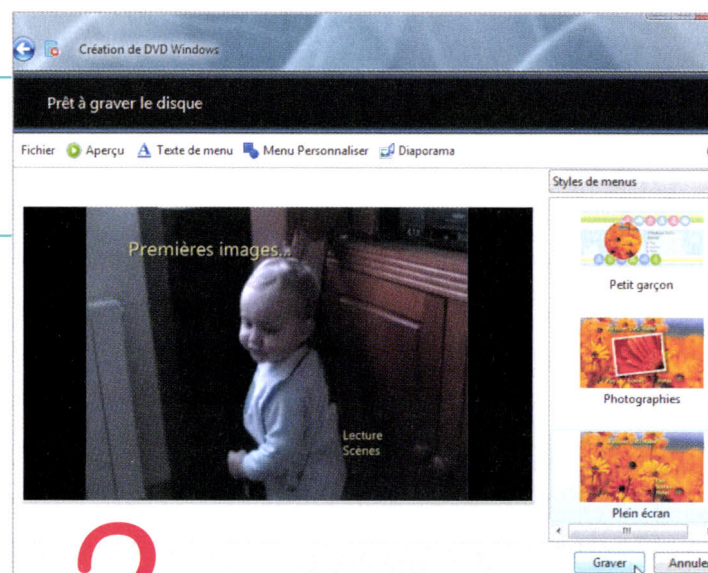 Création de DVD Windows
Prêt à graver le disque
Fichier Aperçu A Texte de menu Menu Personnaliser Diaporama
Styles de menus
Premières images...
Petit garçon
Photographies
Lecture
Scènes
Plein écran
Graver Annuler
2